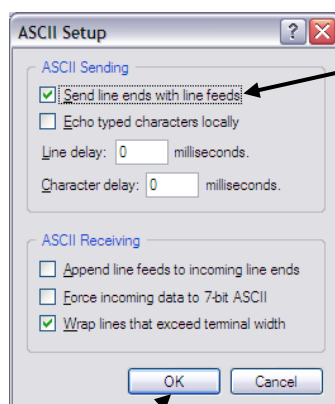 ASCII Setup
ASCII Sending
Send line ends with line feeds
Echo typed characters locally
Line delay: 0 milliseconds.
Character delay: 0 milliseconds.
ASCII Receiving
Append line feeds to incoming line ends
Force incoming data to 7-bit ASCII
Wrap lines that exceed terminal width
OK Cancel